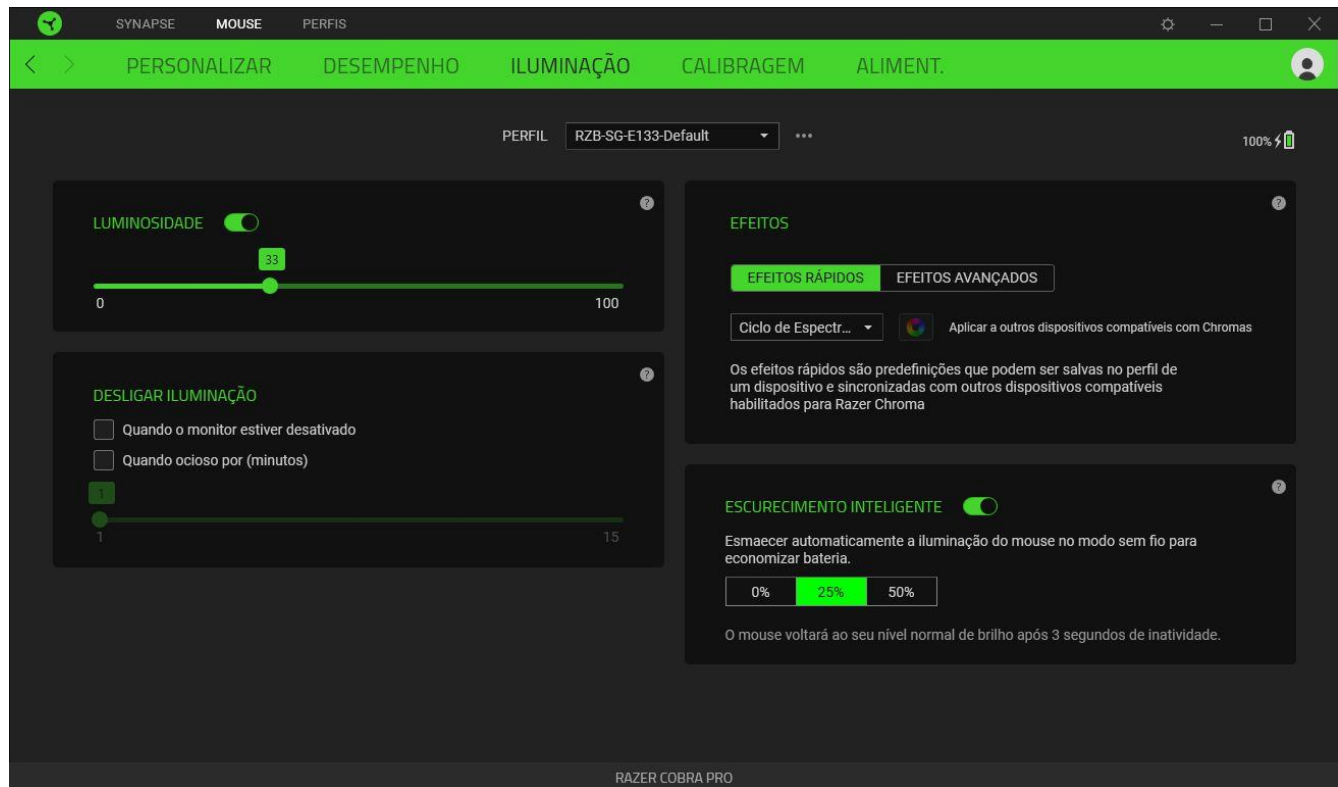 SYNAPSE MOUSE PERFIS
PERSONALIZAR DESEMPENHO ILUMINAÇÃO CALIBRAGEM ALIMENT.
PERFIL RZB-SG-E133-Default
100%
LUMINOSIDADE
33
0 100
DESLIGAR ILUMINAÇÃO
Quando o monitor estiver desativado
Quando ocioso por (minutos)
1
1 15
EFEITOS
EFEITOS RÁPIDOS EFEITOS AVANÇADOS
Ciclo de Espectr... Aplicar a outros dispositivos compatíveis com Chromas
Os efeitos rápidos são predefinições que podem ser salvas no perfil de
um dispositivo e sincronizadas com outros dispositivos compatíveis
habilitados para Razer Chroma
ESCURECIMENTO INTELIGENTE
Esmaecer automaticamente a iluminação do mouse no modo sem fio para
economizar bateria.
0% 25% 50%
O mouse voltará ao seu nível normal de brilho após 3 segundos de inatividade.
RAZER COBRA PRO